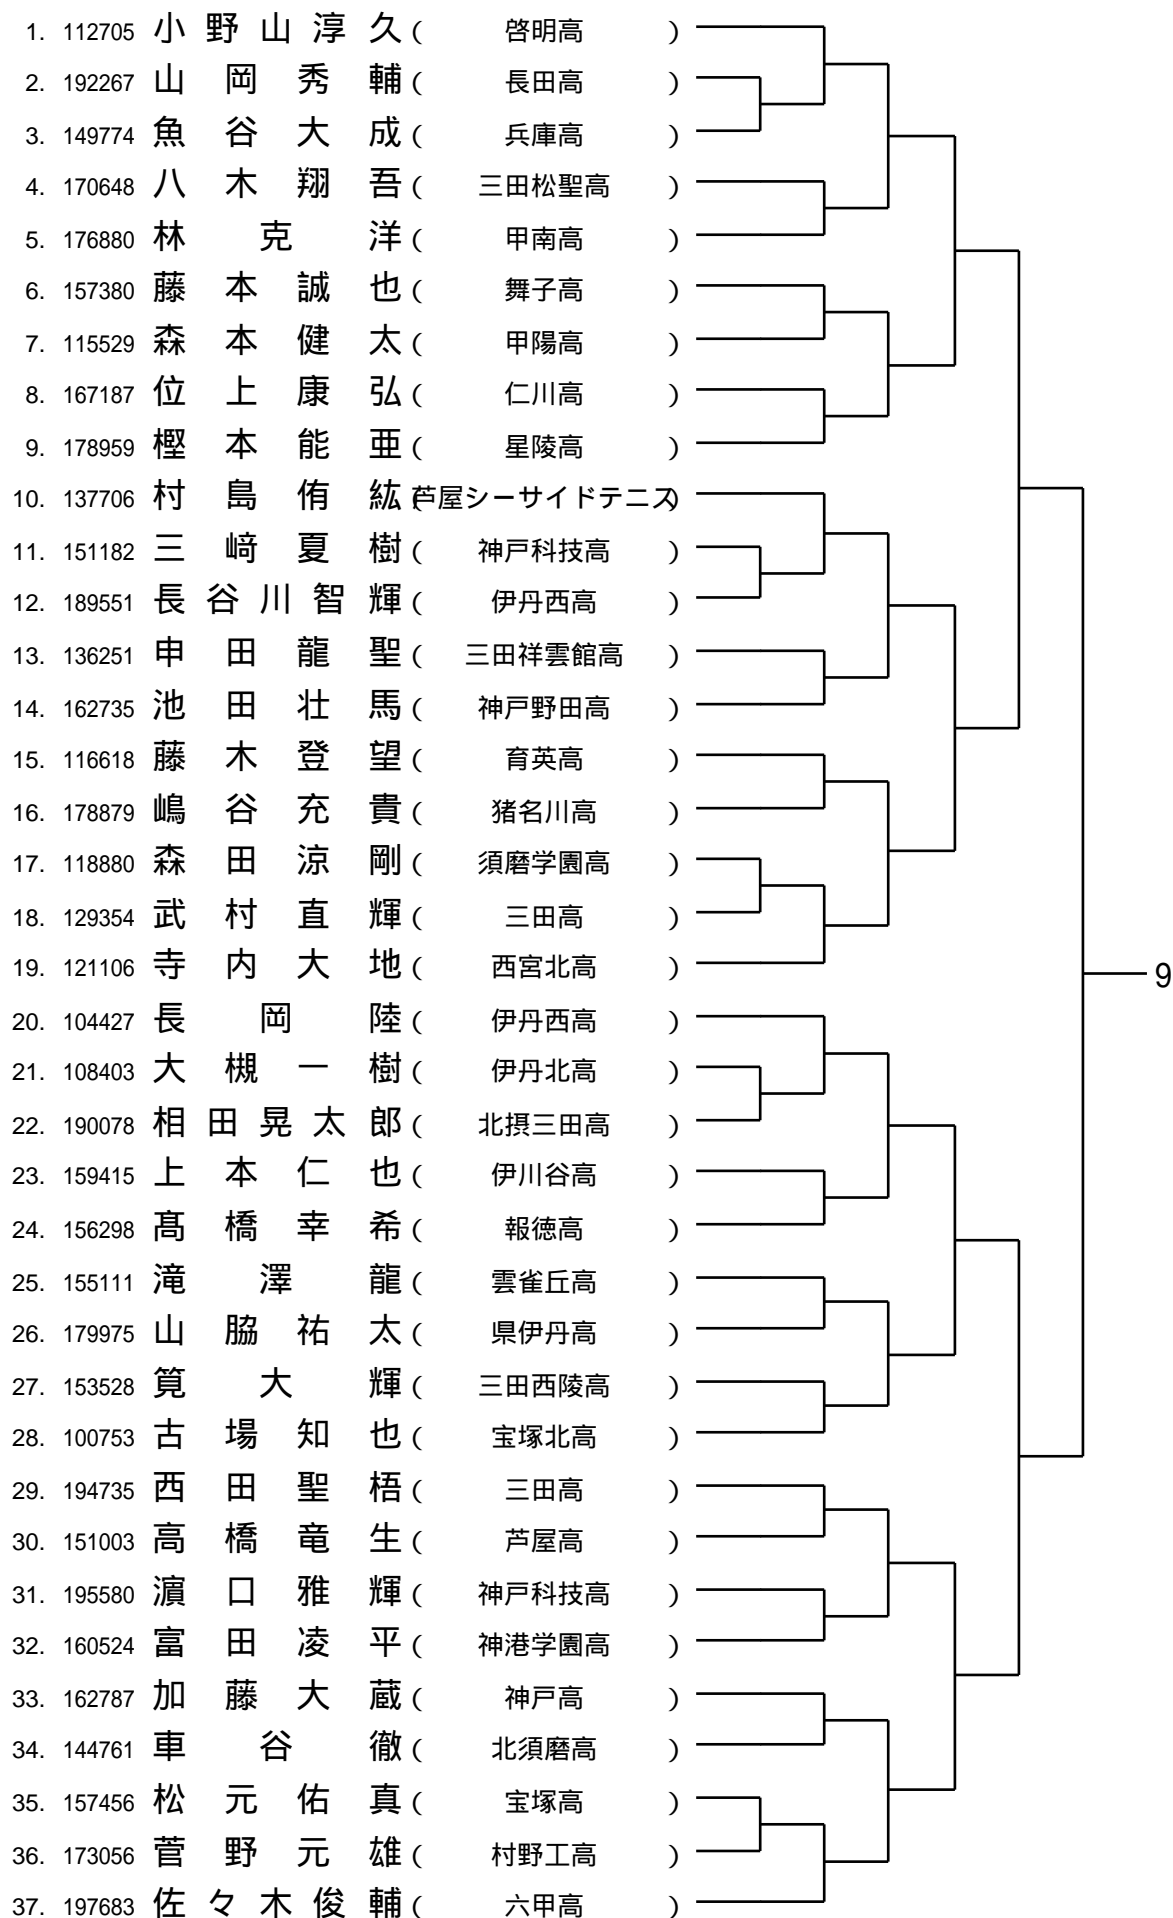 1. 112705 小野山淳久( 啓明高 )
2. 192267 山岡秀輔( 長田高 )
3. 149774 魚谷大成( 兵庫高 )
4. 170648 八木翔吾( 三田松聖高 )
5. 176880 林克洋( 甲南高 )
6. 157380 藤本誠也( 舞子高 )
7. 115529 森本健太( 甲陽高 )
8. 167187 位上康弘( 仁川高 )
9. 178959 樫本能亜( 星陵高 )
10. 137706 村島侑紘(芦屋シーサイドテニス)
11. 151182 三﨑夏樹( 神戸科技高 )
12. 189551 長谷川智輝( 伊丹西高 )
13. 136251 申田龍聖( 三田祥雲館高 )
14. 162735 池田壮馬( 神戸野田高 )
15. 116618 藤木登望( 育英高 )
16. 178879 嶋谷充貴( 猪名川高 )
17. 118880 森田涼剛( 須磨学園高 )
18. 129354 武村直輝( 三田高 )
19. 121106 寺内大地( 西宮北高 )
9
20. 104427 長岡陸( 伊丹西高 )
21. 108403 大槻一樹( 伊丹北高 )
22. 190078 相田晃太郎( 北摂三田高 )
23. 159415 上本仁也( 伊川谷高 )
24. 156298 髙橋幸希( 報徳高 )
25. 155111 滝澤龍( 雲雀丘高 )
26. 179975 山脇祐太( 県伊丹高 )
27. 153528 筧大輝( 三田西陵高 )
28. 100753 古場知也( 宝塚北高 )
29. 194735 西田聖梧( 三田高 )
30. 151003 高橋竜生( 芦屋高 )
31. 195580 濵口雅輝( 神戸科技高 )
32. 160524 富田凌平( 神港学園高 )
33. 162787 加藤大蔵( 神戸高 )
34. 144761 車谷徹( 北須磨高 )
35. 157456 松元佑真( 宝塚高 )
36. 173056 菅野元雄( 村野工高 )
37. 197683 佐々木俊輔( 六甲高 )